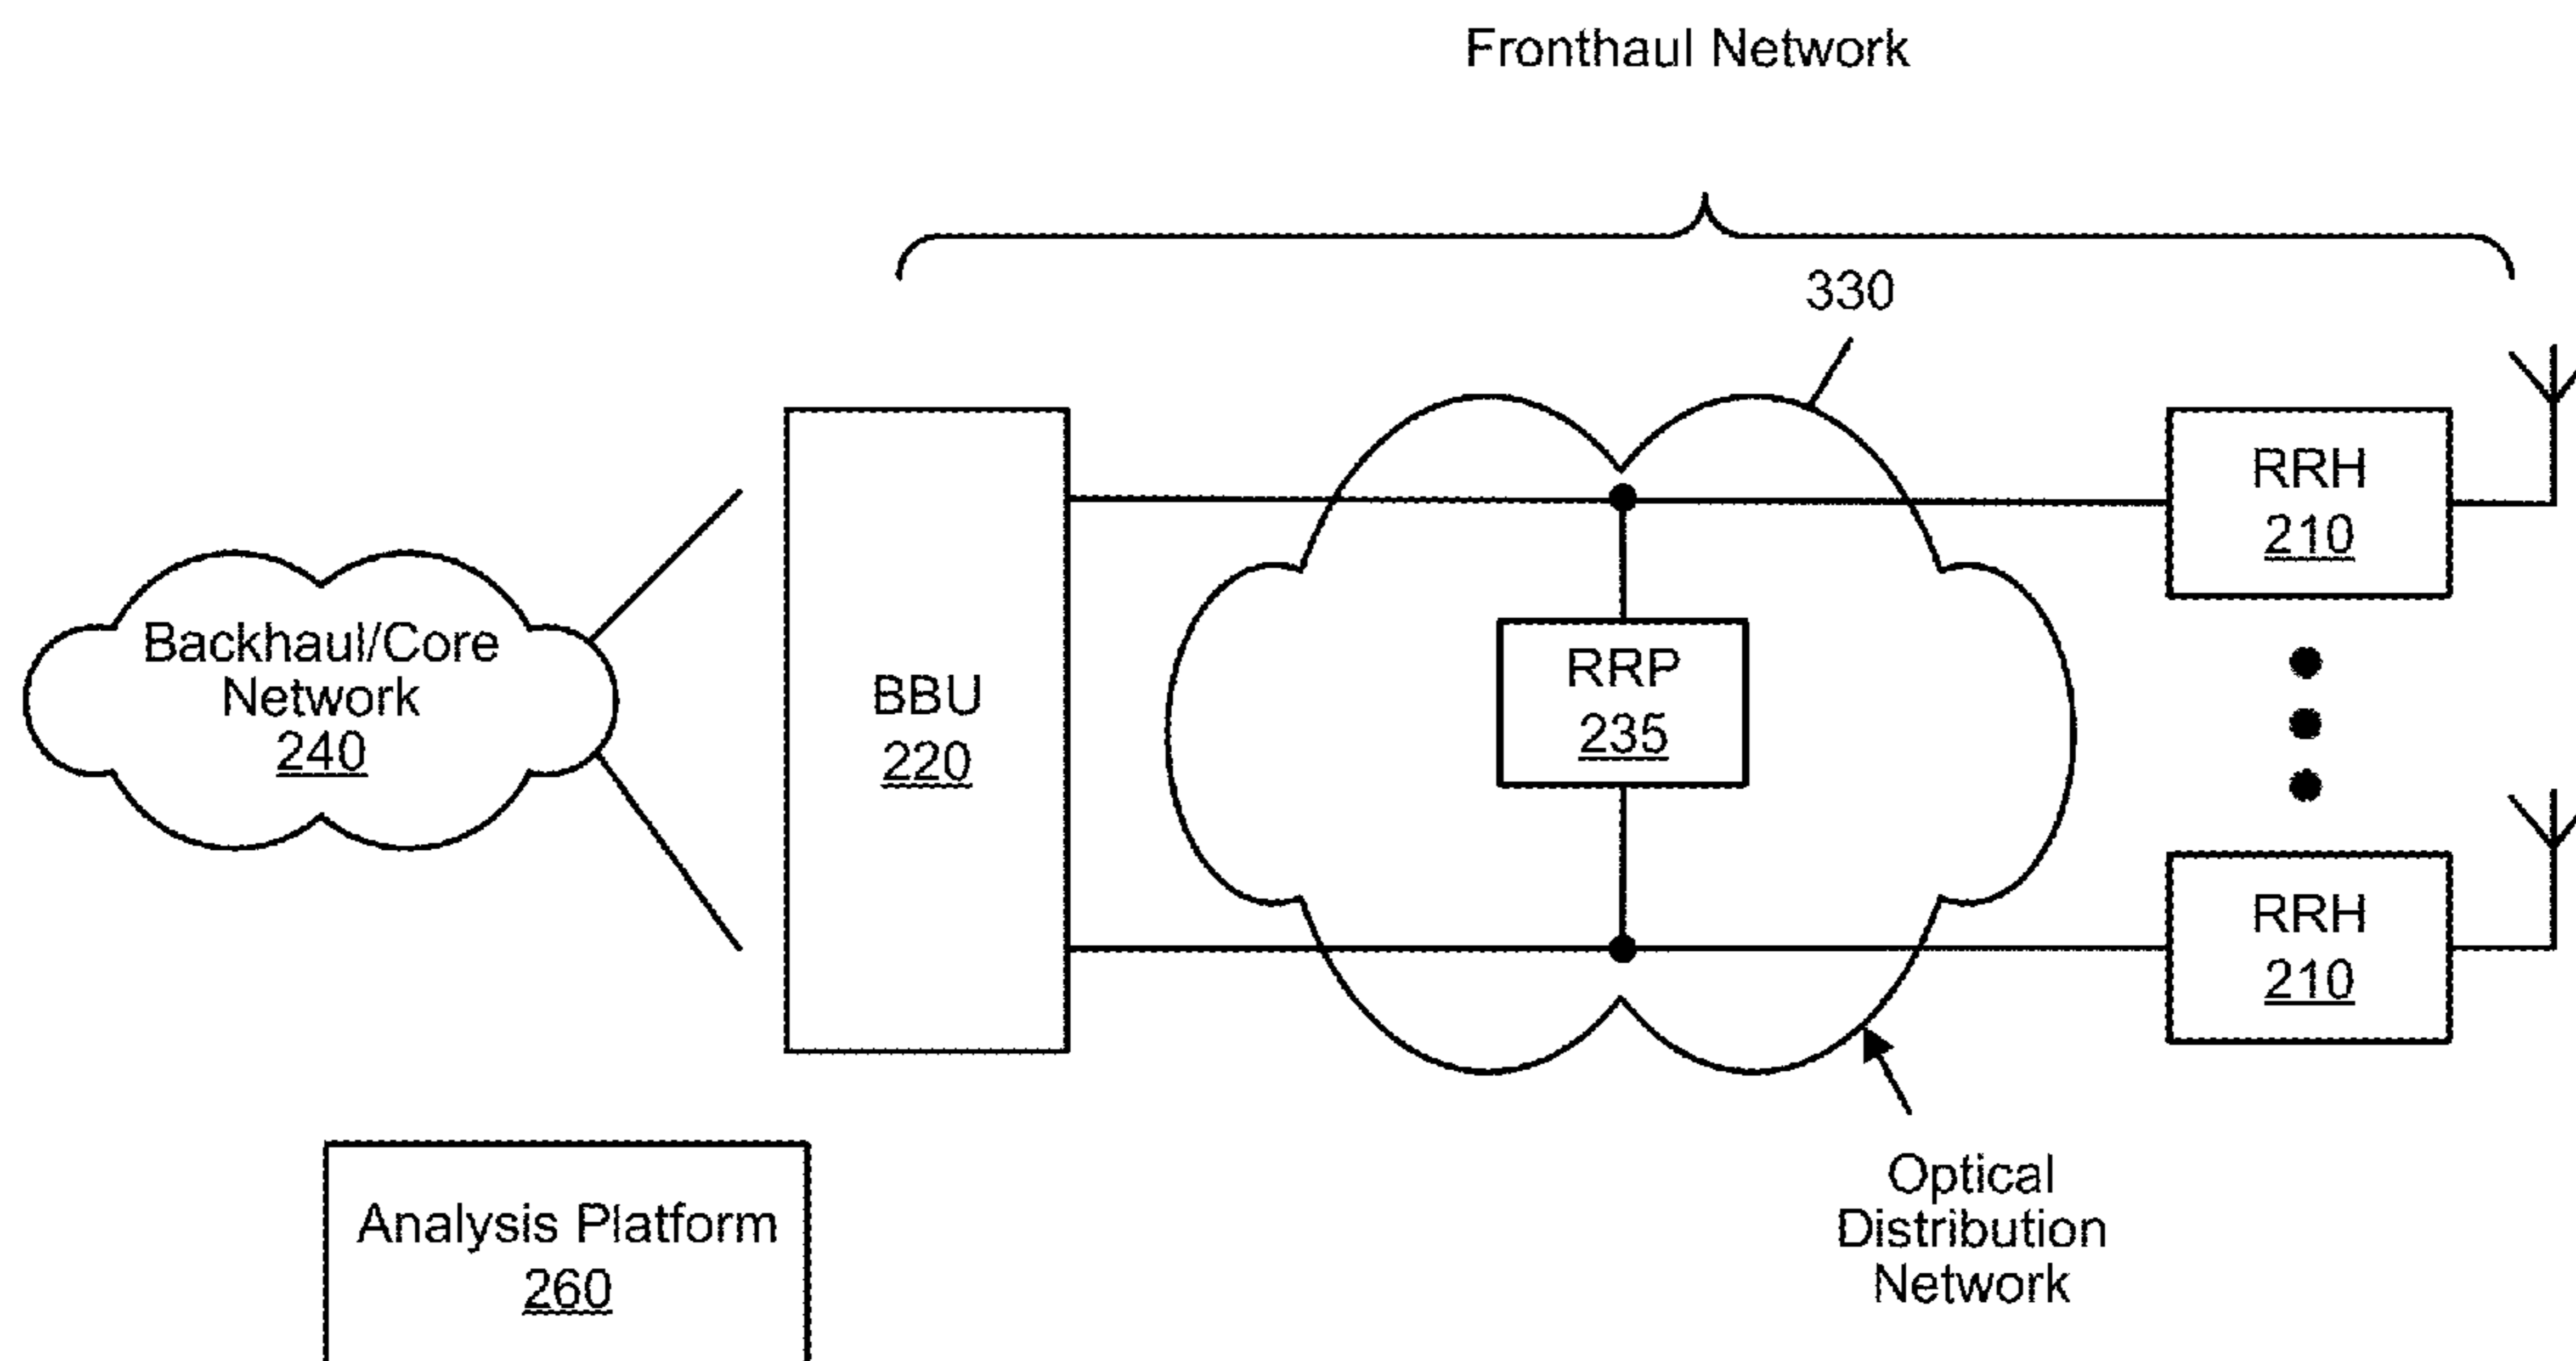 Fronthaul Network
330
RRH
210
Backhaul/Core
Network
240
BBU
220
RRP
235
RRH
210
Optical
Distribution
Network
Analysis Platform
260